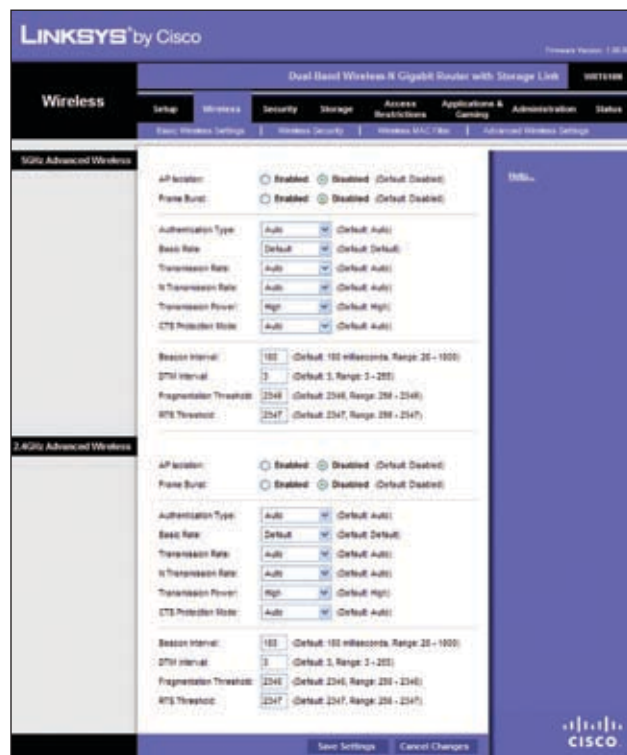 LINKSYS® by Cisco
Firmware Version:
Dual-Band Wireless-N Gigabit Router with Storage Link
WRT610N
Wireless
Setup
Wireless
Security
Storage
Access Restrictions
Applications & Gaming
Administration
Status
Basic Wireless Settings | Wireless Security | Wireless MAC Filter | Advanced Wireless Settings
5GHz Advanced Wireless
Help...
AP Isolation: Enabled Disabled (Default: Disabled)
Frame Burst: Enabled Disabled (Default: Disabled)
Authentication Type: Auto (Default: Auto)
Basic Rate: Default (Default: Default)
Transmission Rate: Auto (Default: Auto)
N Transmission Rate: Auto (Default: Auto)
Transmission Power: High (Default: High)
CTS Protection Mode: Auto (Default: Auto)
Beacon Interval: 100 (Default: 100 milliseconds, Range: 20 - 1000)
DTIM Interval: 3 (Default: 3, Range: 3 - 255)
Fragmentation Threshold: 2346 (Default: 2346, Range: 256 - 2346)
RTS Threshold: 2347 (Default: 2347, Range: 256 - 2347)
2.4GHz Advanced Wireless
AP Isolation: Enabled Disabled (Default: Disabled)
Frame Burst: Enabled Disabled (Default: Disabled)
Authentication Type: Auto (Default: Auto)
Basic Rate: Default (Default: Default)
Transmission Rate: Auto (Default: Auto)
N Transmission Rate: Auto (Default: Auto)
Transmission Power: High (Default: High)
CTS Protection Mode: Auto (Default: Auto)
Beacon Interval: 100 (Default: 100 milliseconds, Range: 20 - 1000)
DTIM Interval: 3 (Default: 3, Range: 3 - 255)
Fragmentation Threshold: 2346 (Default: 2346, Range: 256 - 2346)
RTS Threshold: 2347 (Default: 2347, Range: 256 - 2347)
Save Settings
Cancel Changes
CISCO